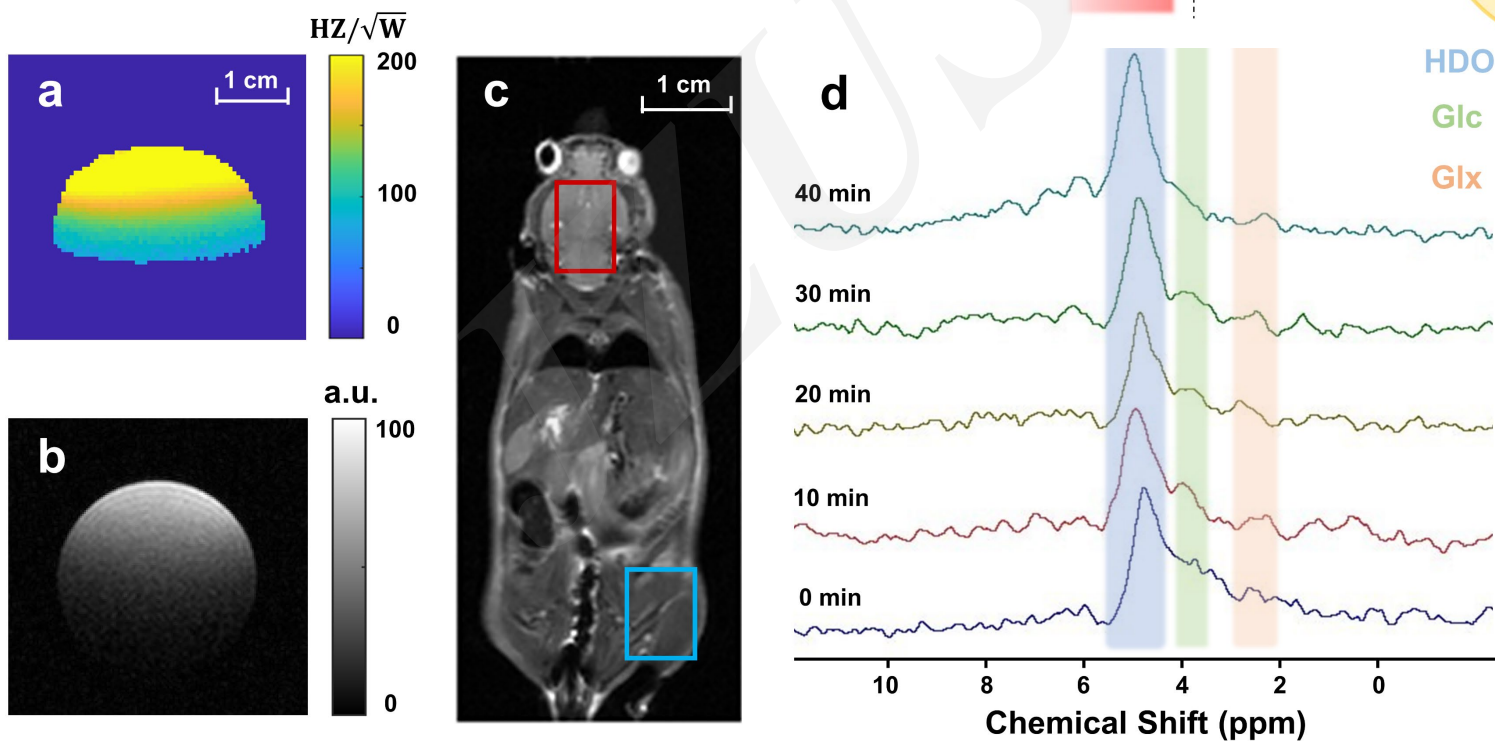 HZ/√W
a
1 cm
200
100
0
b
a.u.
100
0
c
1 cm
d
HDO
Glc
Glx
40 min
30 min
20 min
10 min
0 min
10 8 6 4 2 0
Chemical Shift (ppm)